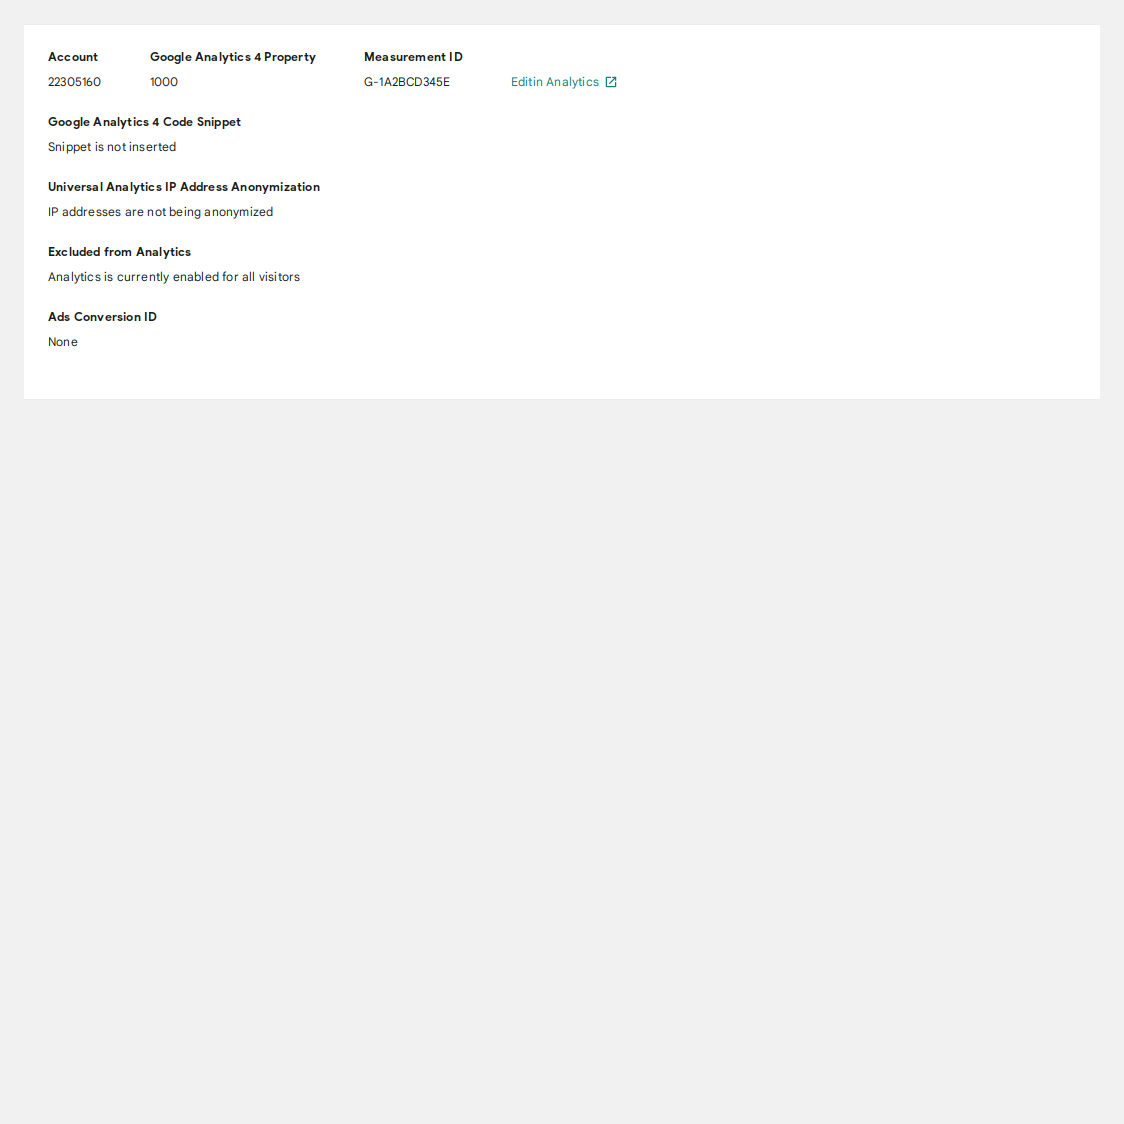 Account Google Analytics 4 Property Measurement ID
22305160 1000 G-1A2BCD345E Edit in Analytics
Google Analytics 4 Code Snippet
Snippet is not inserted
Universal Analytics IP Address Anonymization
IP addresses are not being anonymized
Excluded from Analytics
Analytics is currently enabled for all visitors
Ads Conversion ID
None